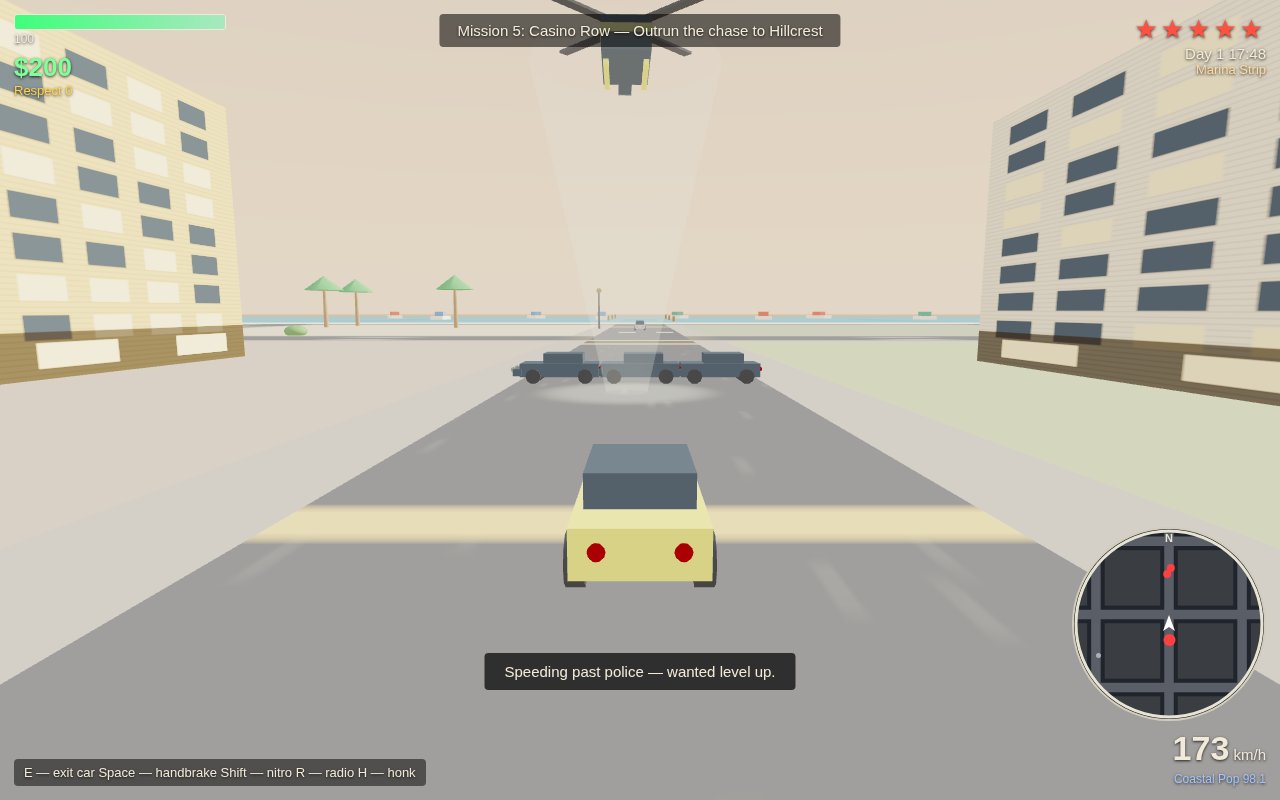 Mission 5: Casino Row — Outrun the chase to Hillcrest
100
$200
Respect 0
Day 1 17:48
Marina Strip
N
Speeding past police — wanted level up.
173 km/h
Coastal Pop 98.1
E — exit car Space — handbrake Shift — nitro R — radio H — honk